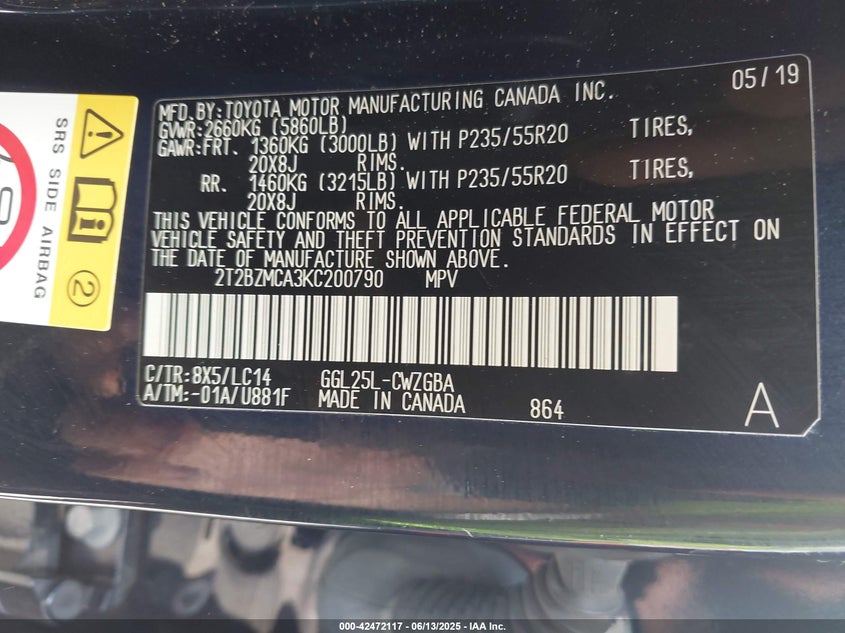 05/19
MFD.BY:TOYOTA MOTOR MANUFACTURING CANADA INC.
GVWR:2660KG (5860LB)
GAWR:FRT. 1360KG (3000LB) WITH P235/55R20 TIRES,
20X8J RIMS.
RR. 1460KG (3215LB) WITH P235/55R20 TIRES,
20X8J RIMS.
THIS VEHICLE CONFORMS TO ALL APPLICABLE FEDERAL MOTOR
VEHICLE SAFETY AND THEFT PREVENTION STANDARDS IN EFFECT ON
THE DATE OF MANUFACTURE SHOWN ABOVE.
2T2BZMCA3KC200790 MPV
C/TR:8X5/LC14 GGL25L-CWZGBA
A/TM:-01A/U881F MADE IN CANADA 864 A
SRS SIDE AIRBAG
2
000-42472117 - 06/13/2025 - IAA Inc.